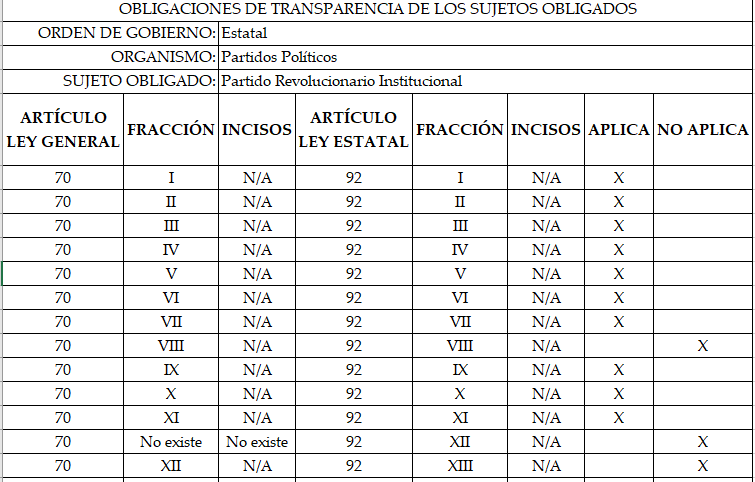 OBLIGACIONES DE TRANSPARENCIA DE LOS SUJETOS OBLIGADOS
ORDEN DE GOBIERNO: Estatal
ORGANISMO: Partidos Políticos
SUJETO OBLIGADO: Partido Revolucionario Institucional
ARTÍCULO LEY GENERAL FRACCIÓN INCISOS ARTÍCULO LEY ESTATAL FRACCIÓN INCISOS APLICA NO APLICA
70 I N/A 92 I N/A X
70 II N/A 92 II N/A X
70 III N/A 92 III N/A X
70 IV N/A 92 IV N/A X
70 V N/A 92 V N/A X
70 VI N/A 92 VI N/A X
70 VII N/A 92 VII N/A X
70 VIII N/A 92 VIII N/A X
70 IX N/A 92 IX N/A X
70 X N/A 92 X N/A X
70 XI N/A 92 XI N/A X
70 No existe No existe 92 XII N/A X
70 XII N/A 92 XIII N/A X